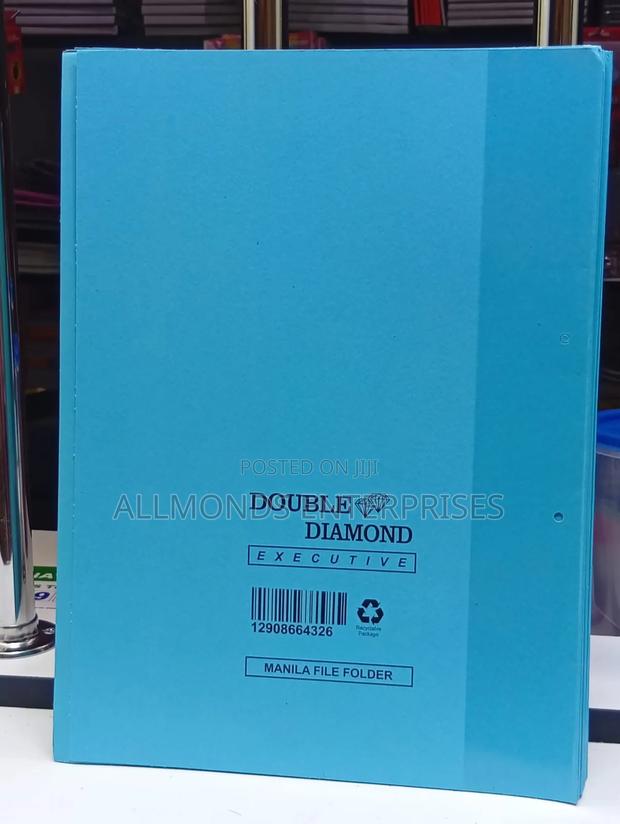 POSTED ON JIJI
ALLMONDS ENTERPRISES
DOUBLE
DIAMOND
EXECUTIVE
12908664326
Recyclable
Package
MANILA FILE FOLDER